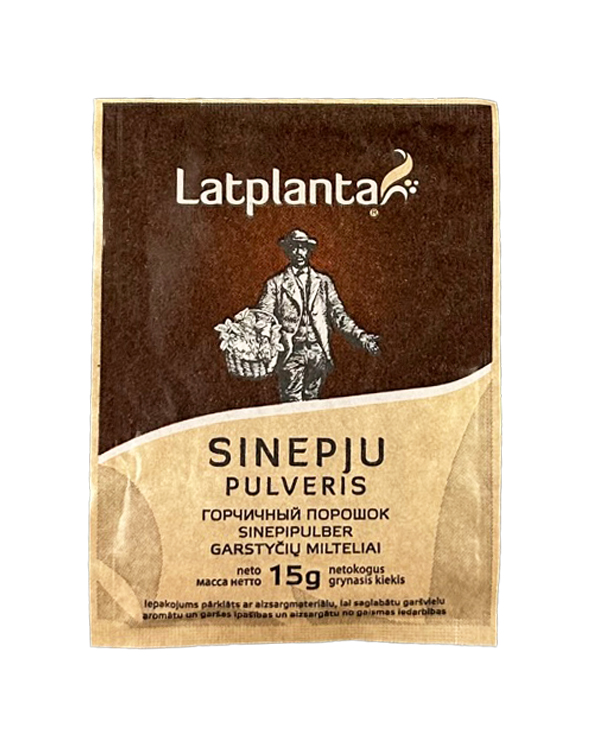 Latplanta®
SINEPJU
PULVERIS
ГОРЧИЧНЫЙ ПОРОШОК
SINEPIPULBER
GARSTYČIŲ MILTELIAI
neto
масса нетто
15g
netokogus
grynasis kiekis
Iepakojums pārklāts ar aizsargmateriālu, lai saglabātu garšvielu
aromātu un garšas īpašības un aizsargātu no gaismas iedarbības